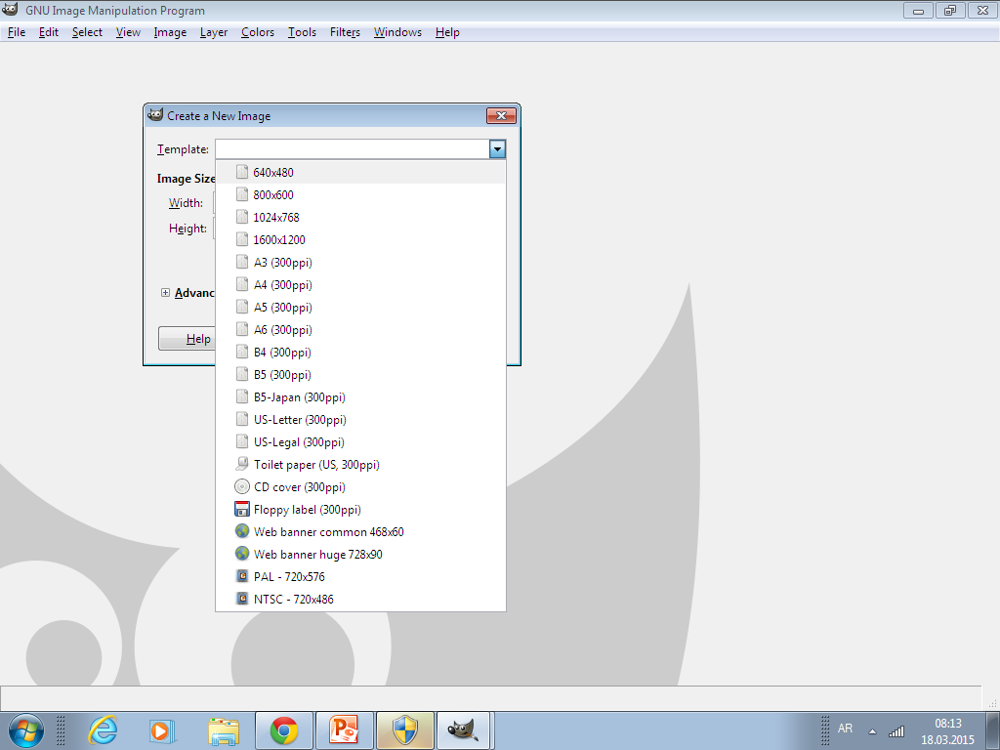 GNU Image Manipulation Program
File Edit Select View Image Layer Colors Tools Filters Windows Help
Create a New Image
Template:
640x480
Image Size
800x600
Width:
1024x768
Height:
1600x1200
A3 (300ppi)
A4 (300ppi)
Advanc
A5 (300ppi)
A6 (300ppi)
Help
B4 (300ppi)
B5 (300ppi)
B5-Japan (300ppi)
US-Letter (300ppi)
US-Legal (300ppi)
Toilet paper (US, 300ppi)
CD cover (300ppi)
Floppy label (300ppi)
Web banner common 468x60
Web banner huge 728x90
PAL - 720x576
NTSC - 720x486
AR
08:13
18.03.2015